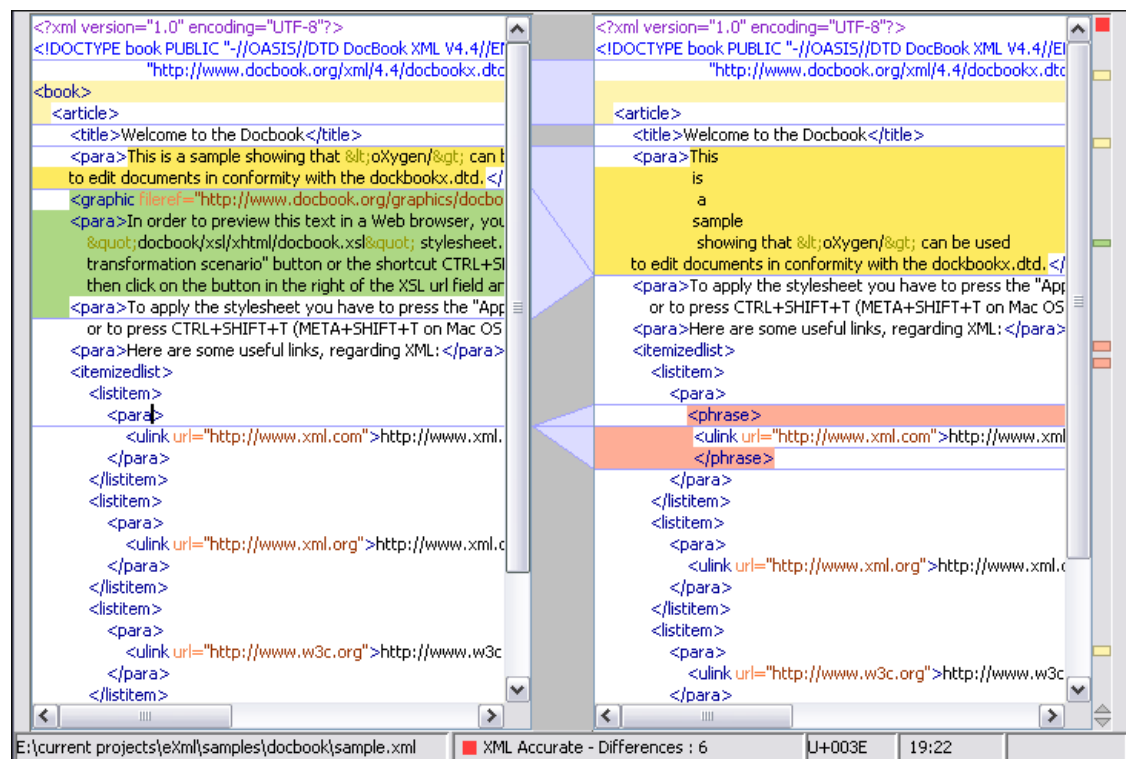 <?xml version="1.0" encoding="UTF-8"?>
<!DOCTYPE book PUBLIC "-//OASIS//DTD DocBook XML V4.4//
"http://www.docbook.org/xml/4.4/docbookx.dtd
<book>
<article>
<title>Welcome to the Docbook</title>
<para>This is a sample showing that &lt;oXygen/&gt; can
to edit documents in conformity with the dockbookx.dtd. </
<graphic fileref="http://www.docbook.org/graphics/docbo
<para>In order to preview this text in a Web browser, you
&quot;docbook/xsl/xhtml/docbook.xsl&quot; stylesheet.
transformation scenario" button or the shortcut CTRL+S
then click on the button in the right of the XSL url field
<para>To apply the stylesheet you have to press the "App
or to press CTRL+SHIFT+T (META+SHIFT+T on Mac OS
<para>Here are some useful links, regarding XML:</para>
<itemizedlist>
<listitem>
<para>
<ulink url="http://www.xml.com">http://www.xml.
</para>
</listitem>
<listitem>
<para>
<ulink url="http://www.xml.org">http://www.xml.
</para>
</listitem>
<listitem>
<para>
<ulink url="http://www.w3c.org">http://www.w3c
</para>
</listitem>
<?xml version="1.0" encoding="UTF-8"?>
<!DOCTYPE book PUBLIC "-//OASIS//DTD DocBook XML V4.4//
"http://www.docbook.org/xml/4.4/docbookx.dtd
<article>
<title>Welcome to the Docbook</title>
<para>This
is
a
sample
showing that &lt;oXygen/&gt; can be used
to edit documents in conformity with the dockbookx.dtd. </
<para>To apply the stylesheet you have to press the "App
or to press CTRL+SHIFT+T (META+SHIFT+T on Mac OS
<para>Here are some useful links, regarding XML:</para>
<itemizedlist>
<listitem>
<para>
<phrase>
<ulink url="http://www.xml.com">http://www.xml
</phrase>
</para>
</listitem>
<listitem>
<para>
<ulink url="http://www.xml.org">http://www.xml.
</para>
</listitem>
<listitem>
<para>
<ulink url="http://www.w3c.org">http://www.w3c
</para>
E:\current projects\eXml\samples\docbook\sample.xml
XML Accurate - Differences : 6
U+003E
19:22